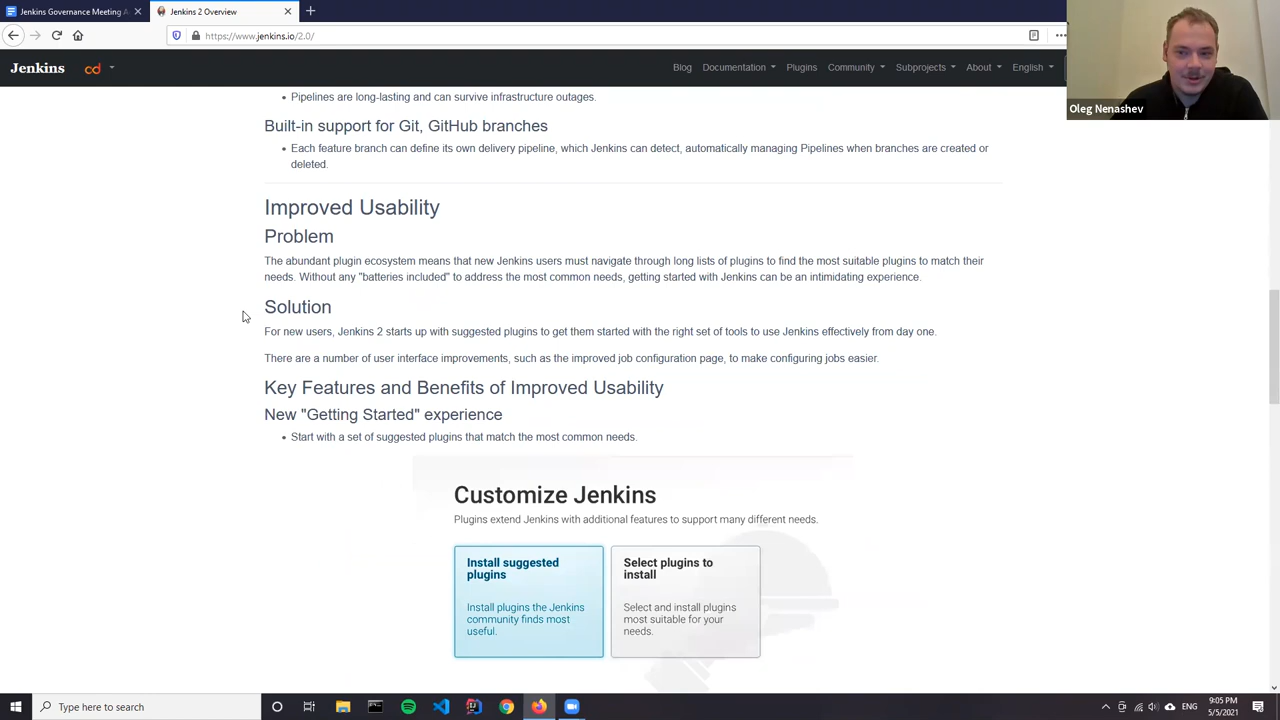 Jenkins Governance Meeting A
Jenkins 2 Overview
https://www.jenkins.io/2.0/
Jenkins
cd
Blog
Documentation
Plugins
Community
Subprojects
About
English
Oleg Nenashev
Pipelines are long-lasting and can survive infrastructure outages.
Built-in support for Git, GitHub branches
Each feature branch can define its own delivery pipeline, which Jenkins can detect, automatically managing Pipelines when branches are created or
deleted.
Improved Usability
Problem
The abundant plugin ecosystem means that new Jenkins users must navigate through long lists of plugins to find the most suitable plugins to match their
needs. Without any "batteries included" to address the most common needs, getting started with Jenkins can be an intimidating experience.
Solution
For new users, Jenkins 2 starts up with suggested plugins to get them started with the right set of tools to use Jenkins effectively from day one.
There are a number of user interface improvements, such as the improved job configuration page, to make configuring jobs easier.
Key Features and Benefits of Improved Usability
New "Getting Started" experience
Start with a set of suggested plugins that match the most common needs.
Customize Jenkins
Plugins extend Jenkins with additional features to support many different needs.
Install suggested
plugins
Install plugins the Jenkins
community finds most
useful.
Select plugins to
install
Select and install plugins
most suitable for your
needs.
Type here to search
9:05 PM
5/5/2021